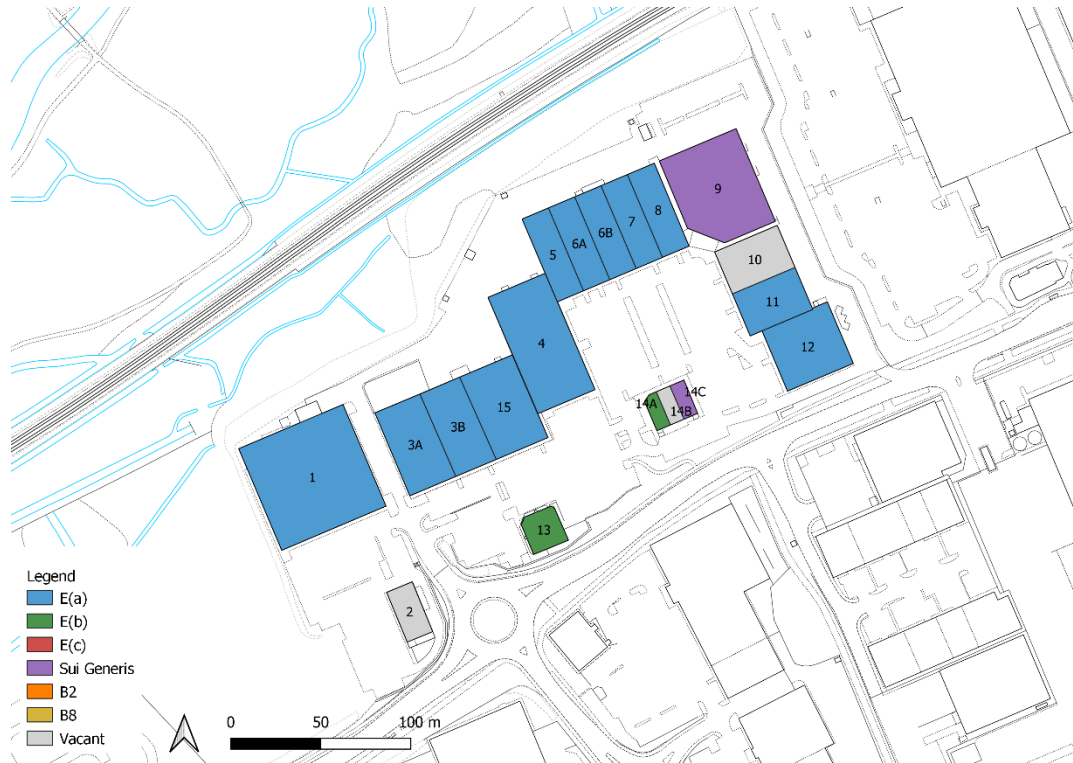 9
8
7
6B
6A
5
10
11
4
12
14C
14A
14B
15
3B
3A
1
13
2
Legend
E(a)
E(b)
E(c)
Sui Generis
B2
B8
Vacant
0 50 100 m